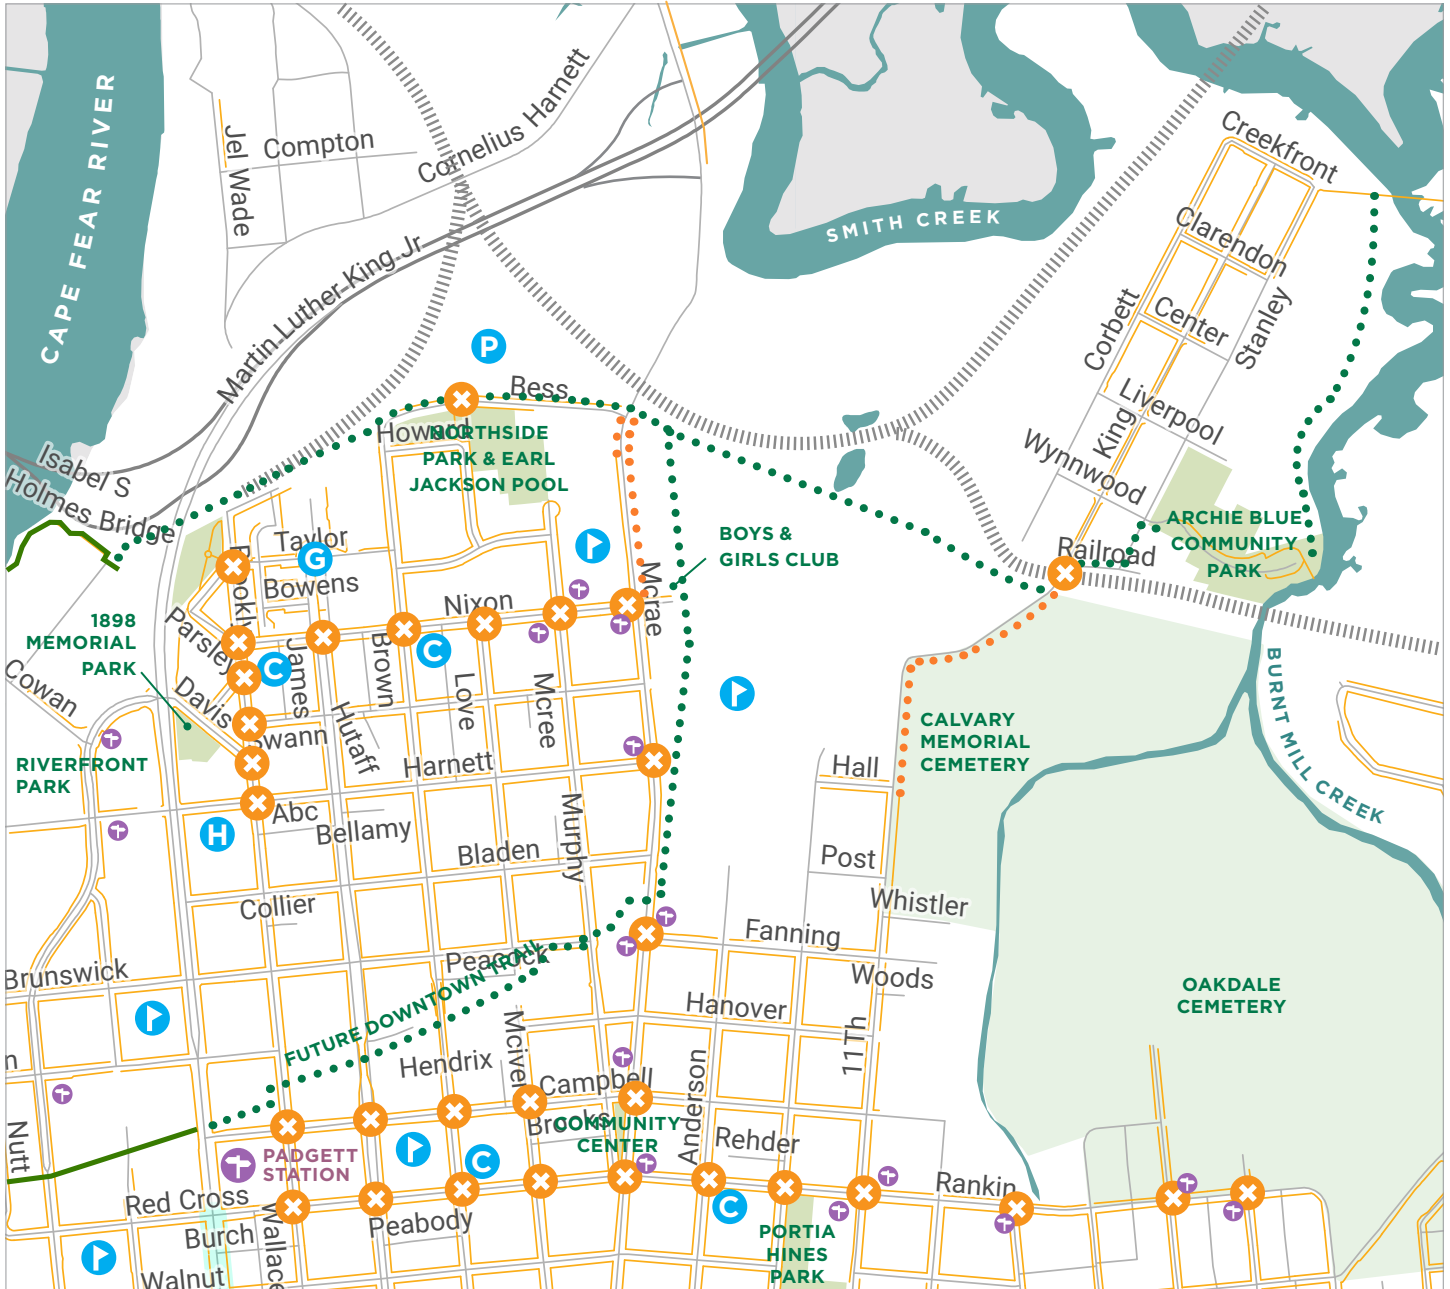 CAPE FEAR RIVER
Jel Wade
Compton
Cornelius Harnett
Martin Luther King Jr
SMITH CREEK
Creekfront
Clarendon
Center
Corbett
Stanley
Liverpool
King
Wynnwood
Railroad
ARCHIE BLUE
COMMUNITY
PARK
P
Bess
Howard
NORTHSIDE
PARK & EARL
JACKSON POOL
Isabel S
Holmes Bridge
Taylor
G
Bowens
Nixon
Mcrae
BOYS &
GIRLS CLUB
1898
MEMORIAL
PARK
Parsley
C
James
Brown
C
Love
Mcree
Cowan
Davis
Swann
Hutaff
Harnett
RIVERFRONT
PARK
CALVARY
MEMORIAL
CEMETERY
BURNT MILL CREEK
Hall
H
Abc
Bellamy
Murphy
Bladen
Post
Collier
Whistler
Fanning
Brunswick
Peacock
Woods
FUTURE DOWNTOWN TRAIL
OAKDALE
CEMETERY
Hanover
11Th
n
Hendrix
Mciver
Campbell
Anderson
Brooks
COMMUNITY
CENTER
Rehder
Nutt
PADGETT
STATION
C
Red Cross
Rankin
C
Burch
Wallace
Peabody
PORTIA
HINES
PARK
Walnut